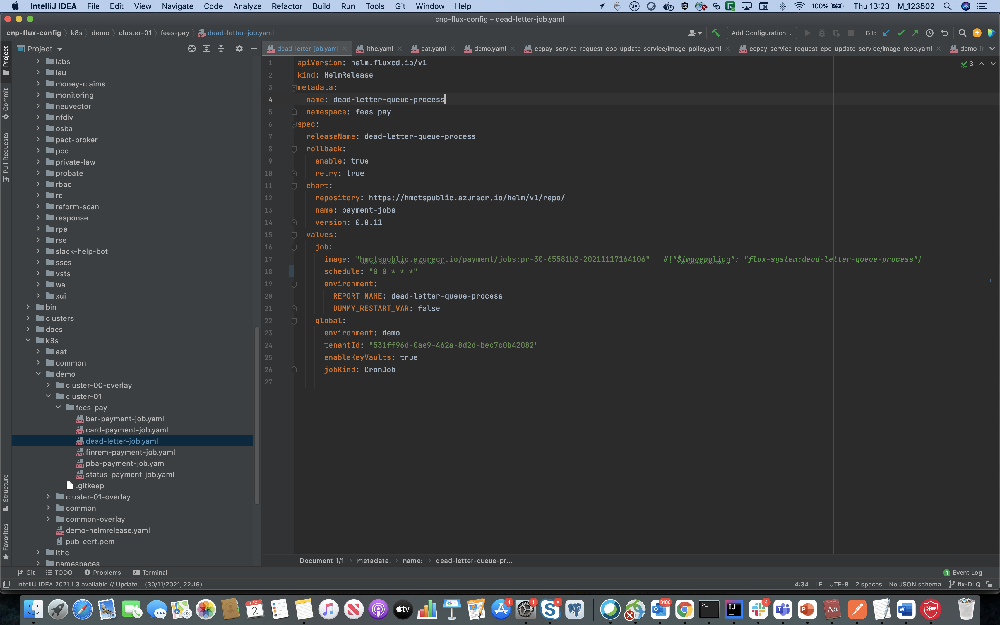 IntelliJ IDEA File Edit View Navigate Code Analyze Refactor Build Run Tools Git Window Help 100% Thu 13:23 M_123502
cnp-flux-config – dead-letter-job.yaml
cnp-flux-config k8s demo cluster-01 fees-pay dead-letter-job.yaml Add Configuration... Git:
Project dead-letter-job.yaml ithc.yaml aat.yaml demo.yaml ccpay-service-request-cpo-update-service/image-policy.yaml ccpay-service-request-cpo-update-service/image-repo.yaml
Project
Commit
Pull Requests
Structure
Favorites
labs
lau
money-claims
monitoring
neuvector
nfdiv
osba
pact-broker
pcq
private-law
probate
rbac
rd
reform-scan
response
rpe
rse
slack-help-bot
sscs
vsts
wa
xui
bin
clusters
docs
k8s
aat
common
demo
cluster-00-overlay
cluster-01
fees-pay
bar-payment-job.yaml
card-payment-job.yaml
dead-letter-job.yaml
finrem-payment-job.yaml
pba-payment-job.yaml
status-payment-job.yaml
.gitkeep
cluster-01-overlay
common
common-overlay
demo-helmrelease.yaml
pub-cert.pem
ithc
namespaces
3
1 apiVersion: helm.fluxcd.io/v1
2 kind: HelmRelease
3 metadata:
4 name: dead-letter-queue-process
5 namespace: fees-pay
6 spec:
7 releaseName: dead-letter-queue-process
8 rollback:
9 enable: true
10 retry: true
11 chart:
12 repository: https://hmctspublic.azurecr.io/helm/v1/repo/
13 name: payment-jobs
14 version: 0.0.11
15 values:
16 job:
17 image: "hmctspublic.azurecr.io/payment/jobs:pr-30-65581b2-20211117164106" #{"$imagepolicy": "flux-system:dead-letter-queue-process"}
18 schedule: "0 0 * * *"
19 environment:
20 REPORT_NAME: dead-letter-queue-process
21 DUMMY_RESTART_VAR: false
22 global:
23 environment: demo
24 tenantId: "531ff96d-0ae9-462a-8d2d-bec7c0b42082"
25 enableKeyVaults: true
26 jobKind: CronJob
27
Document 1/1 metadata: name: dead-letter-queue-pr...
Git TODO Problems Terminal 1 Event Log
IntelliJ IDEA 2021.1.3 available // Update... (30/11/2021, 22:19) 4:34 LF UTF-8 2 spaces No JSON schema fix-DLQ
DEC 2 tv 4 1 X 3180 IJ 4